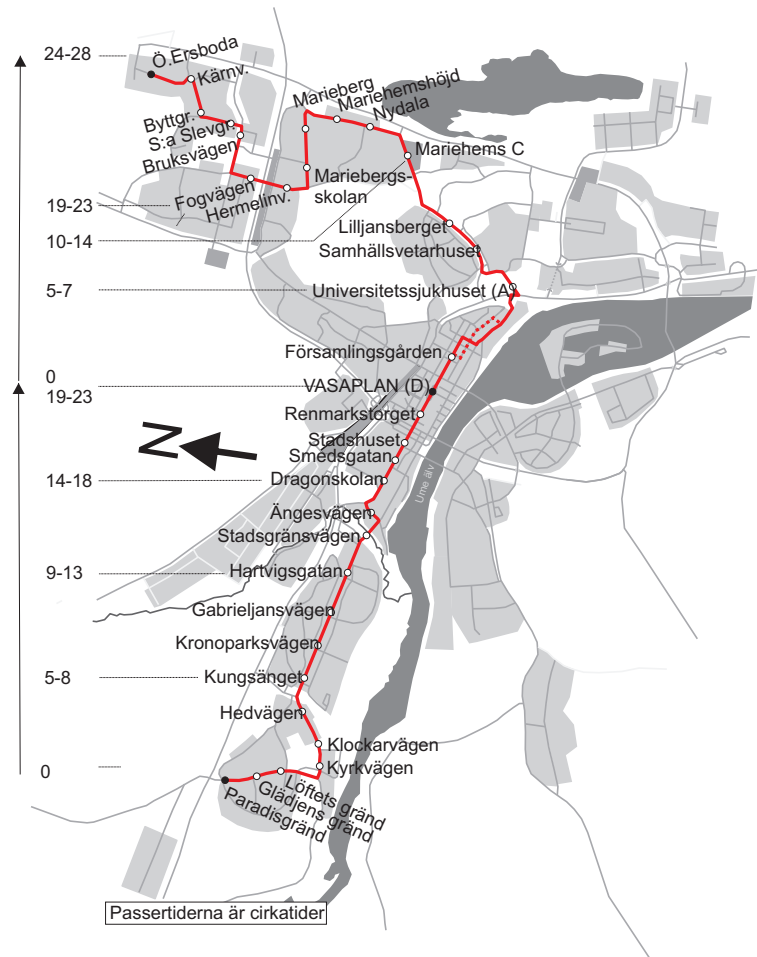 24-28
Ö.Ersboda
Kärnv.
Marieberg
Mariehemshöjd
Nydala
Byttgr.
S:a Slevgr.
Bruksvägen
Mariehems C
Fogvägen
Hermelinv.
Mariebergs-
skolan
19-23
Lilljansberget
10-14
Samhällsvetarhuset
5-7
Universitetssjukhuset (A)
Församlingsgården
0
VASAPLAN (D)
19-23
Renmarkstorget
Stadshuset
N
Smedsgatan
Dragonskolan
14-18
Ume älv
Ängesvägen
Stadsgränsvägen
9-13
Hartvigsgatan
Gabrieljansvägen
Kronoparksvägen
5-8
Kungsänget
Hedvägen
Klockarvägen
0
Kyrkvägen
Löftets gränd
Glädjens gränd
Paradisgränd
Passertiderna är cirkatider